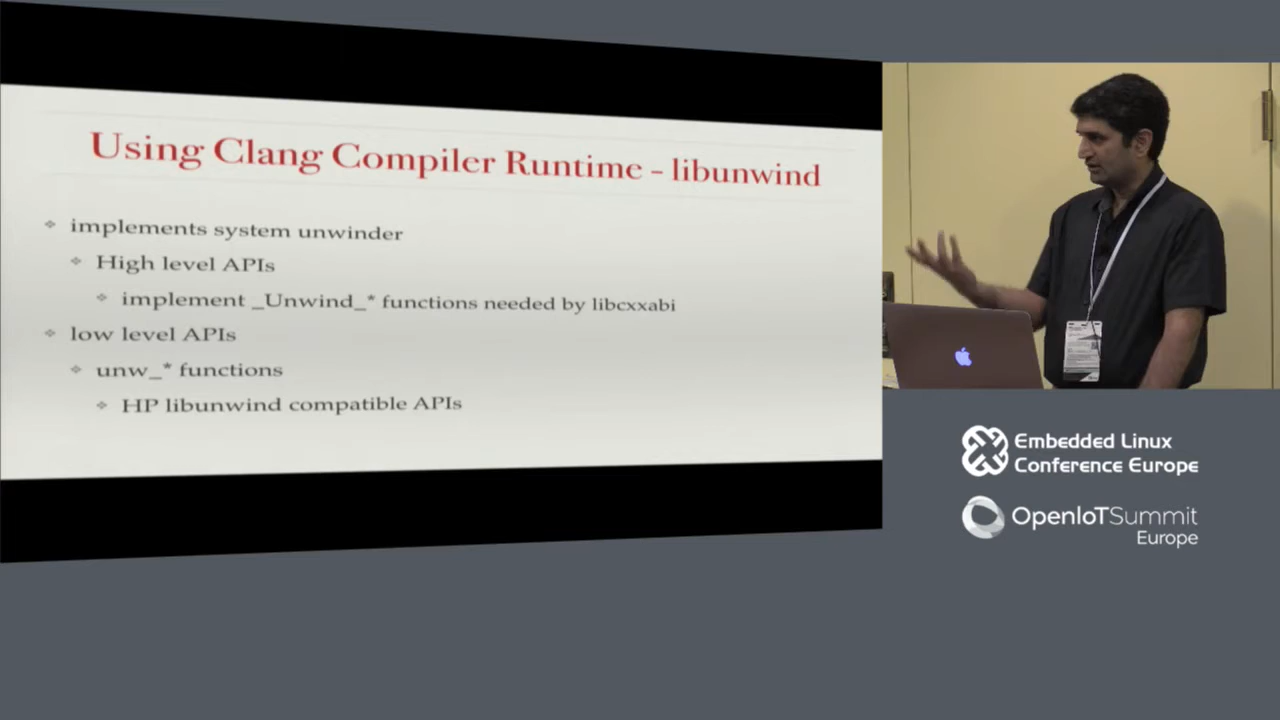 Using Clang Compiler Runtime - libunwind
implements system unwinder
High level APIs
implement _Unwind_* functions needed by libcxxabi
low level APIs
unw_* functions
HP libunwind compatible APIs
Embedded Linux
Conference Europe
OpenIoTSummit
Europe